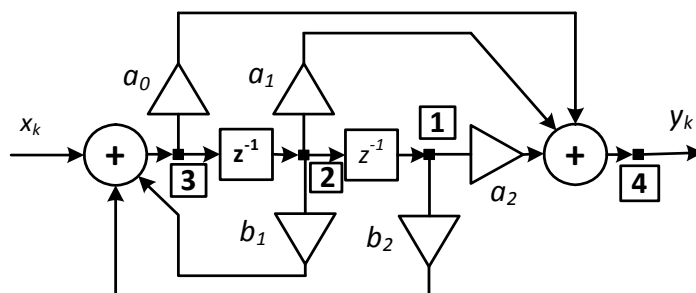 a₀
a₁
xₖ
1
yₖ
+
z⁻¹
z⁻¹
+
3
2
a₂
4
b₁
b₂